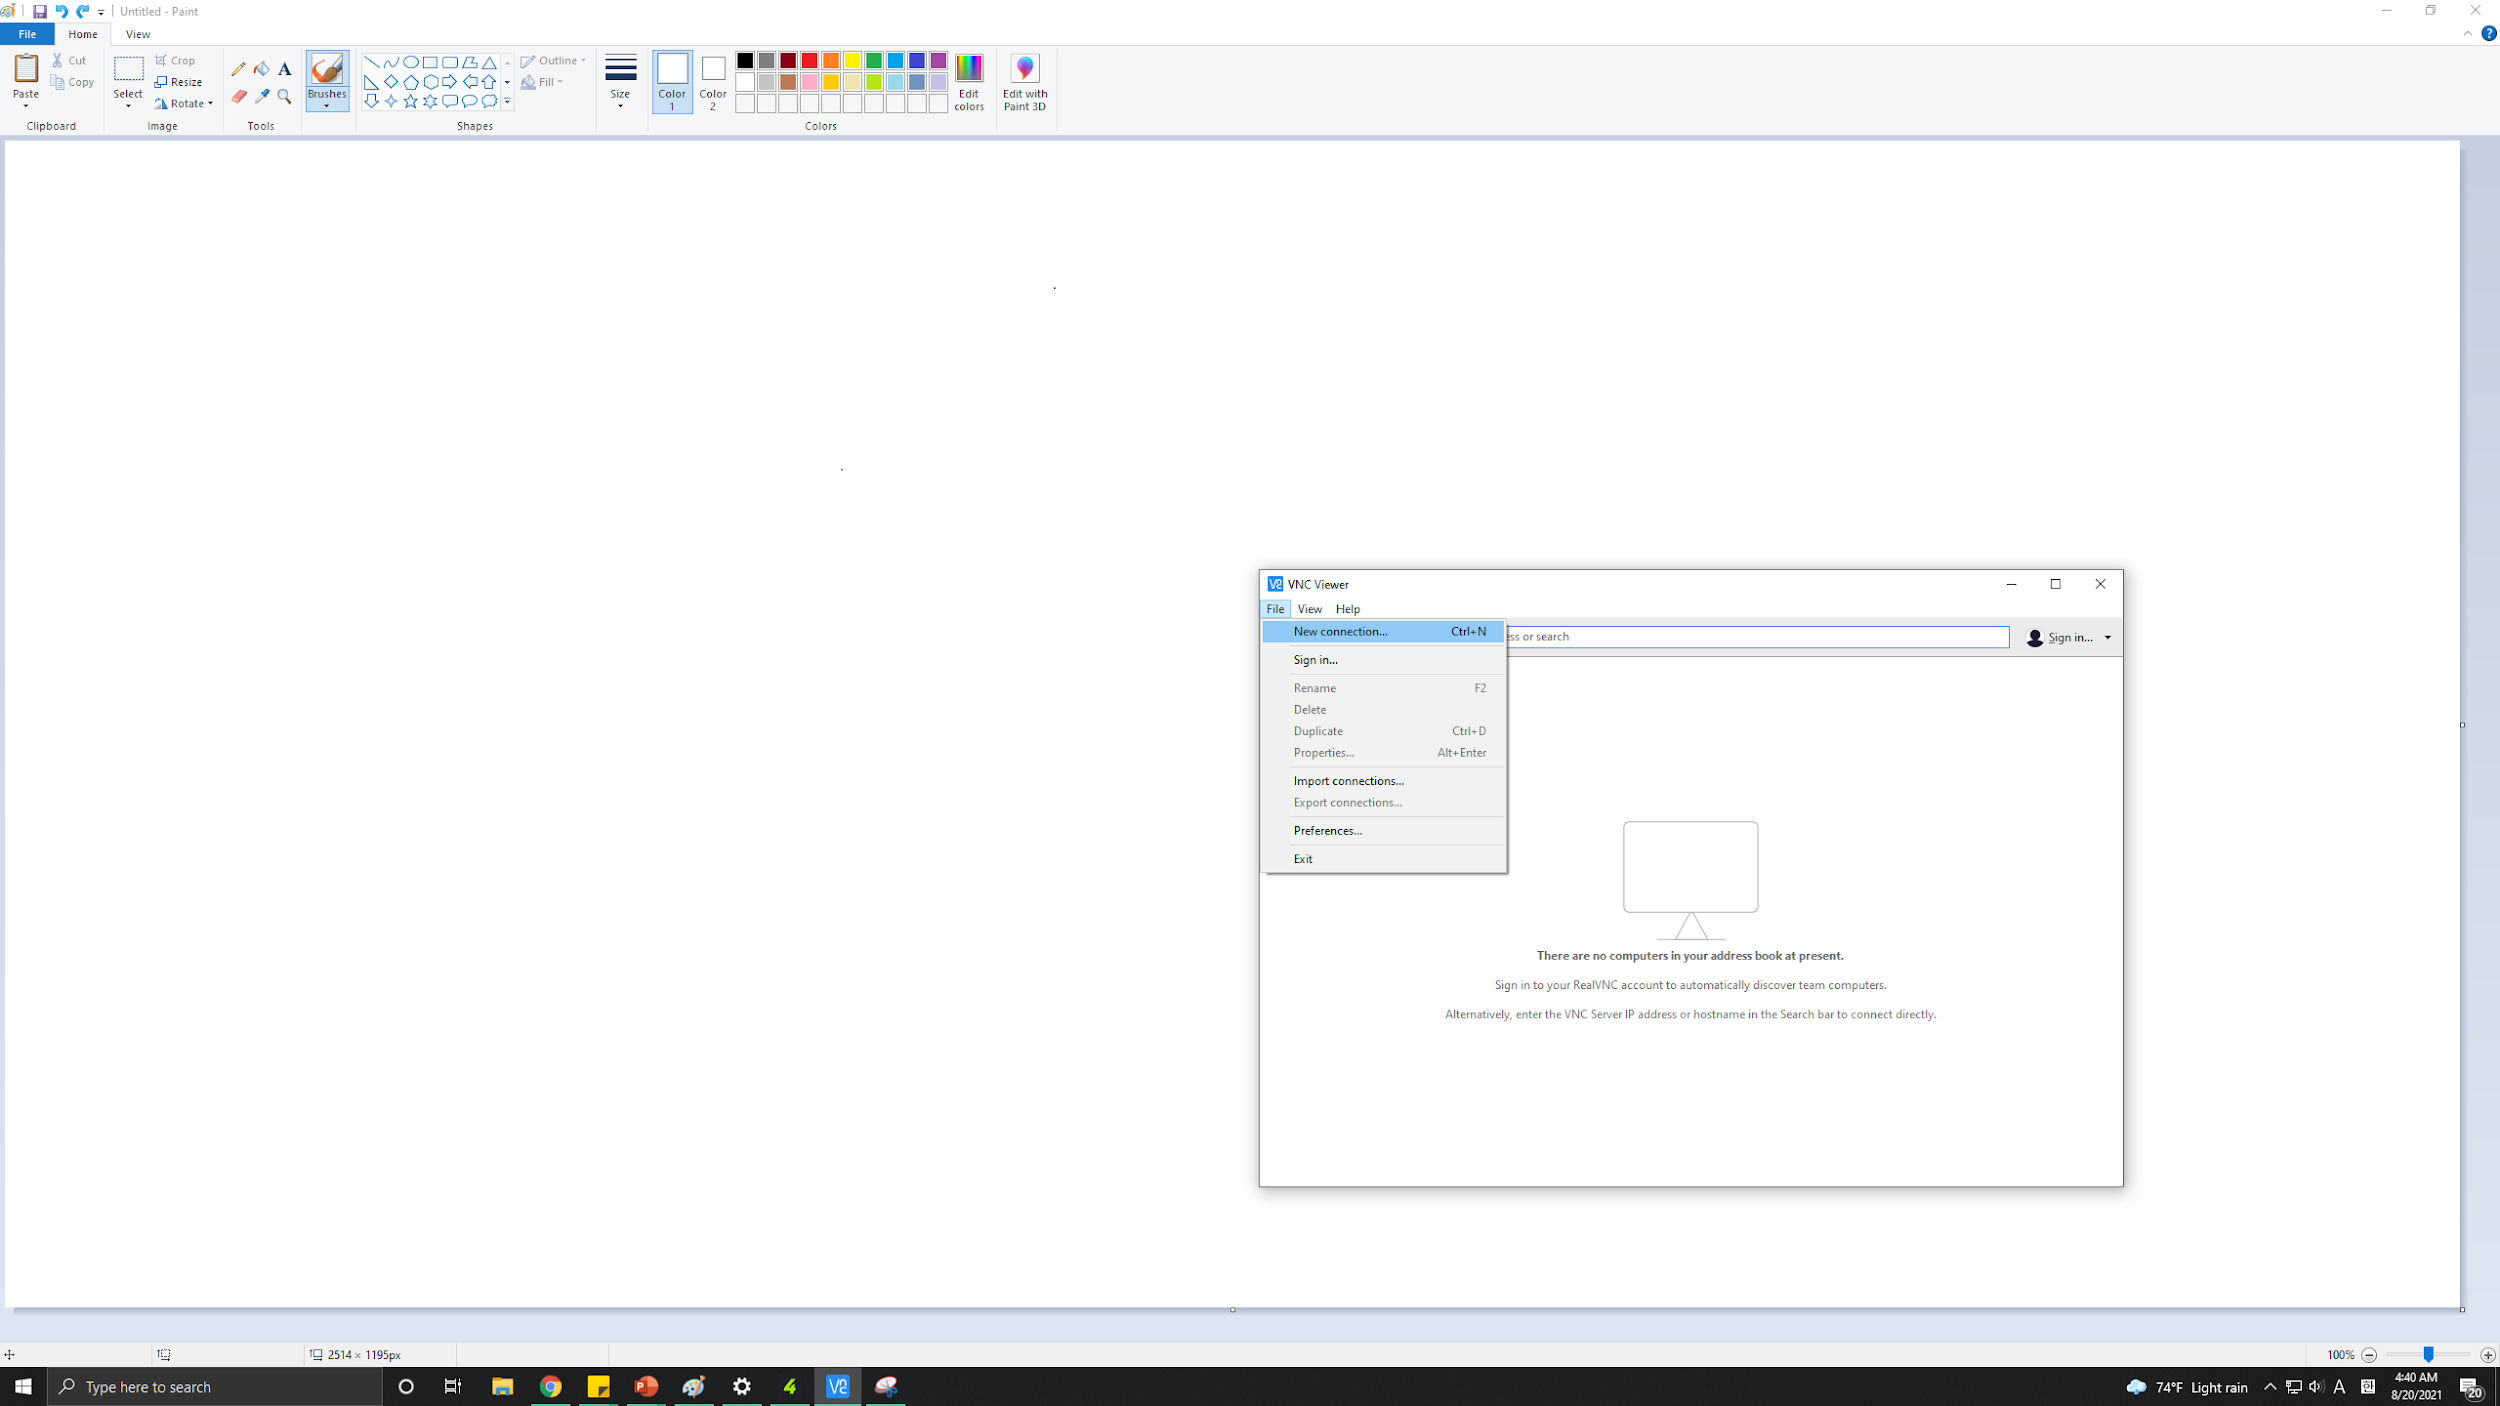 Untitled - Paint
File Home View
Paste
Cut
Copy
Clipboard
Select
Crop
Resize
Rotate
Image
A
Tools
Brushes
Shapes
Outline
Fill
Size
Color 1
Color 2
Colors
Edit colors
Edit with Paint 3D
VNC Viewer
File View Help
New connection... Ctrl+N
ess or search
Sign in...
Sign in...
Rename F2
Delete
Duplicate Ctrl+D
Properties... Alt+Enter
Import connections...
Export connections...
Preferences...
Exit
There are no computers in your address book at present.
Sign in to your RealVNC account to automatically discover team computers.
Alternatively, enter the VNC Server IP address or hostname in the Search bar to connect directly.
2514 × 1195px
100%
Type here to search
74°F Light rain
A
4:40 AM
8/20/2021
20